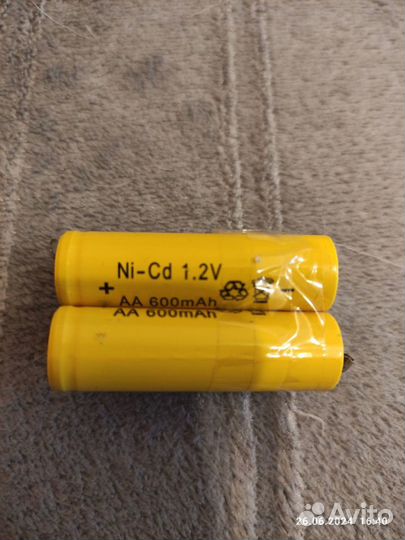 Ni-Cd 1.2V
+ AA 600mAh -
AA 600mAh
Avito
26.06.2024 16:40